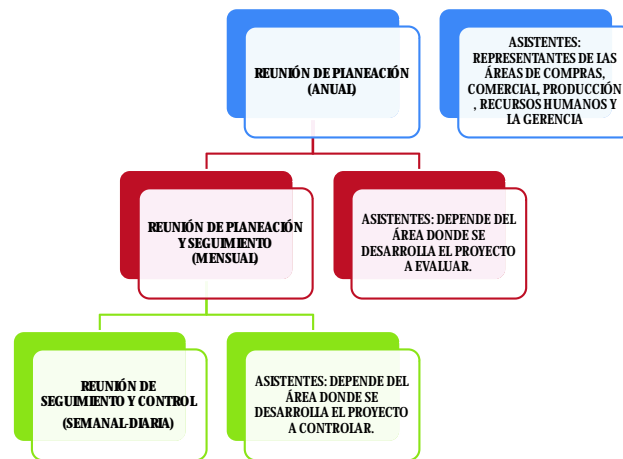 REUNIÓN DE PLANEACIÓN
(ANUAL)
ASISTENTES:
REPRESENTANTES DE LAS
ÁREAS DE COMPRAS,
COMERCIAL, PRODUCCIÓN
, RECURSOS HUMANOS Y
LA GERENCIA
REUNIÓN DE PLANEACIÓN
Y SEGUIMIENTO
(MENSUAL)
ASISTENTES: DEPENDE DEL
ÁREA DONDE SE
DESARROLLA EL PROYECTO
A EVALUAR.
REUNIÓN DE
SEGUIMIENTO Y CONTROL
(SEMANAL-DIARIA)
ASISTENTES: DEPENDE DEL
ÁREA DONDE SE
DESARROLLA EL PROYECTO
A CONTROLAR.